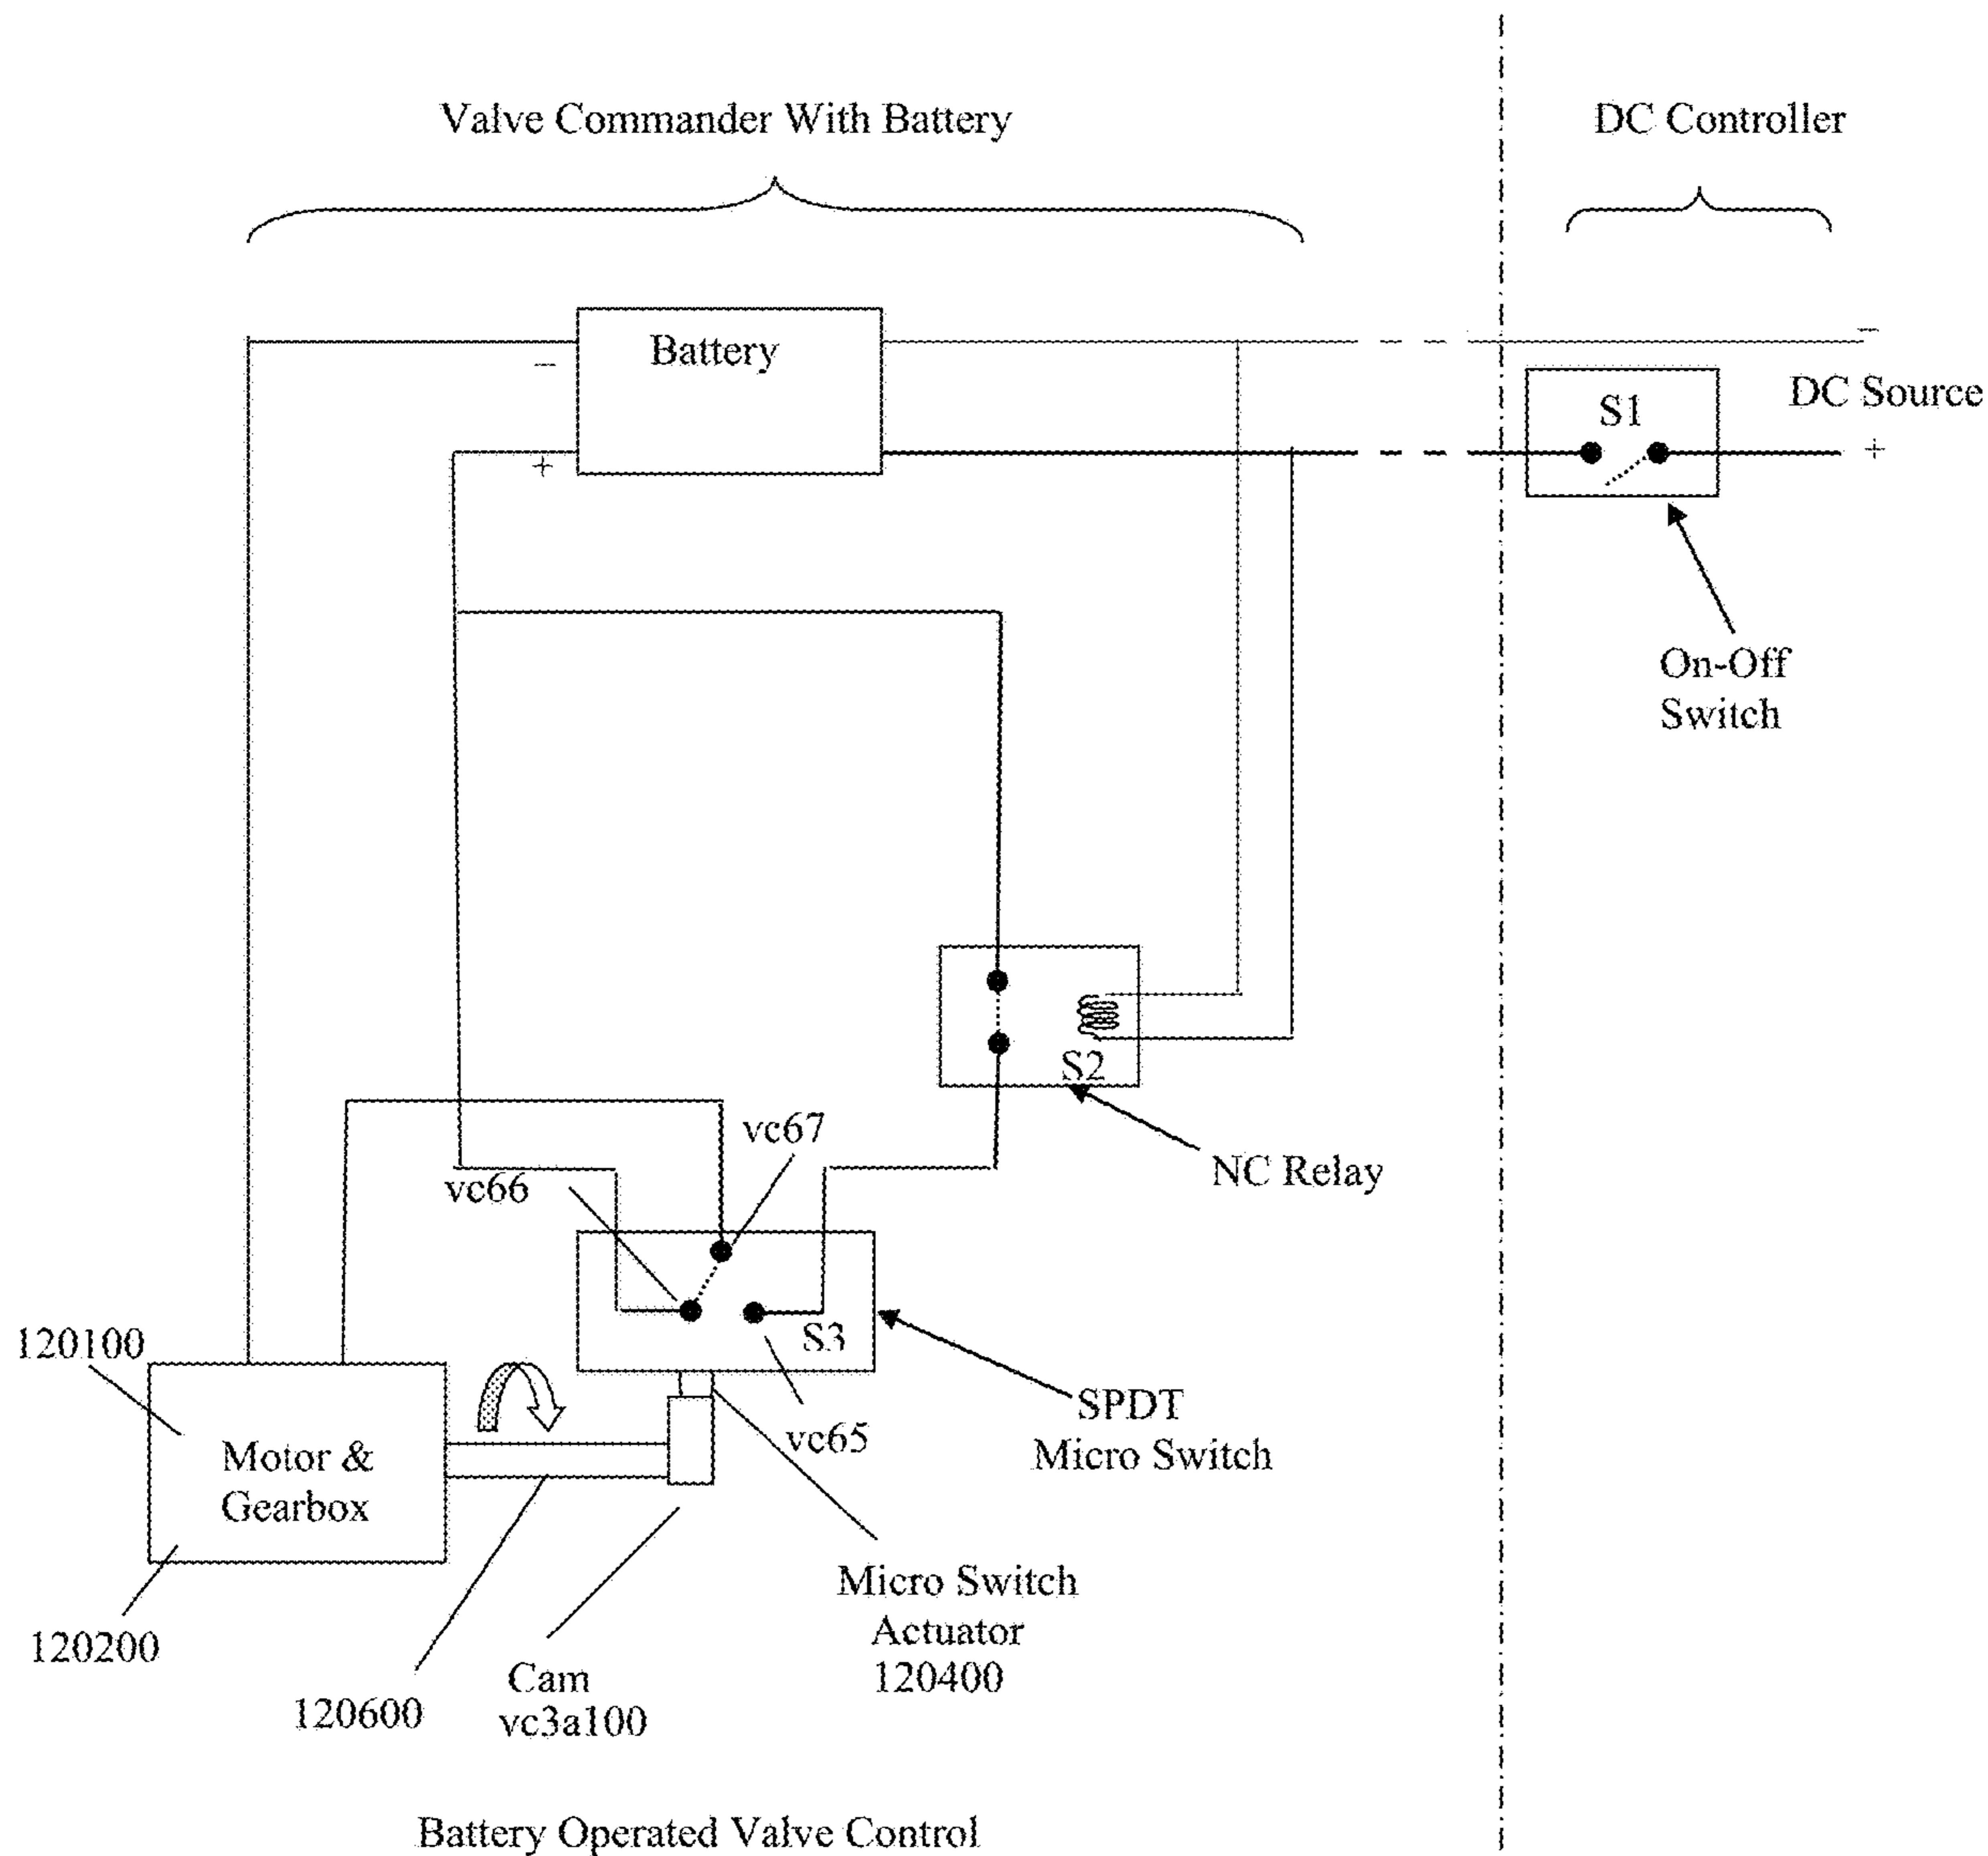 Valve Commander With Battery
DC Controller
Battery
−
+
−
DC Source
+
S1
On-Off
Switch
S2
NC Relay
vc67
vc66
S3
vc65
SPDT
Micro Switch
120100
Motor &
Gearbox
120200
120600
Cam
vc3a100
Micro Switch
Actuator
120400
Battery Operated Valve Control